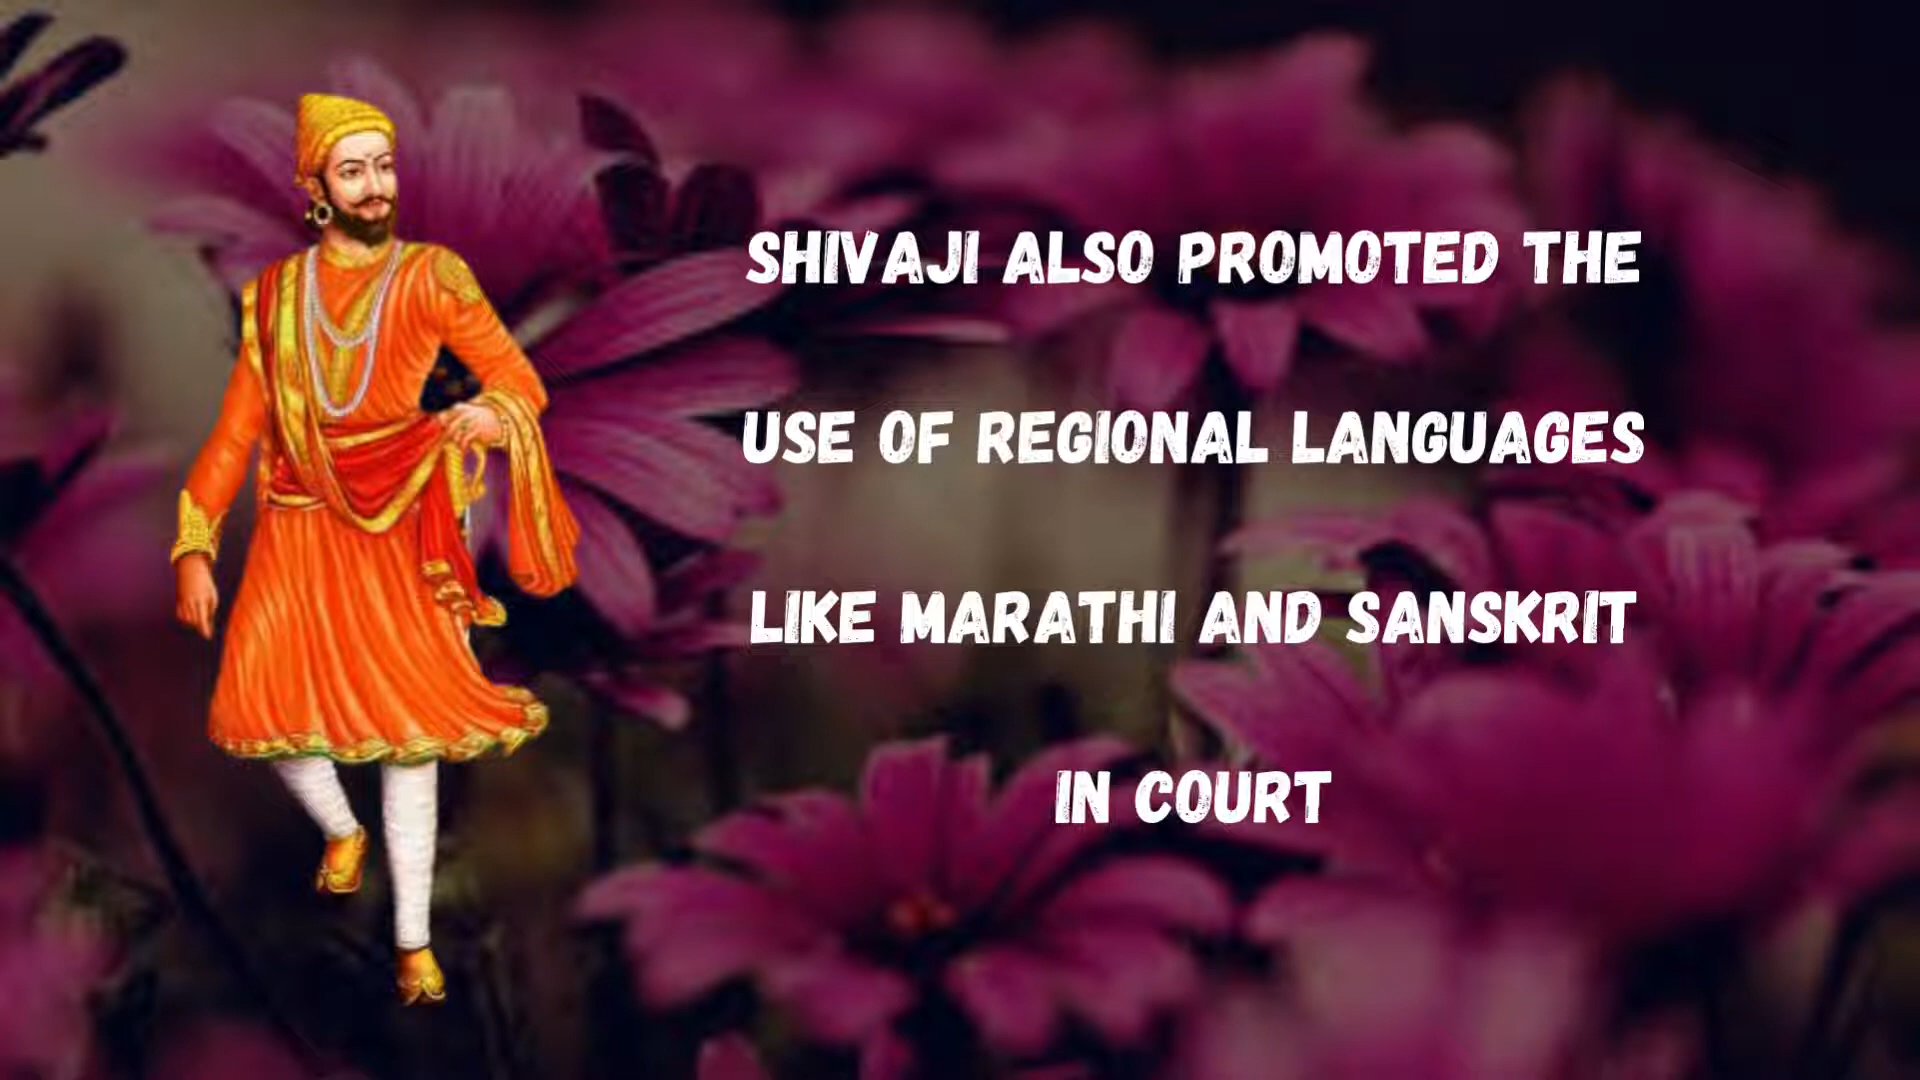 SHIVAJI ALSO PROMOTED THE
USE OF REGIONAL LANGUAGES
LIKE MARATHI AND SANSKRIT
IN COURT